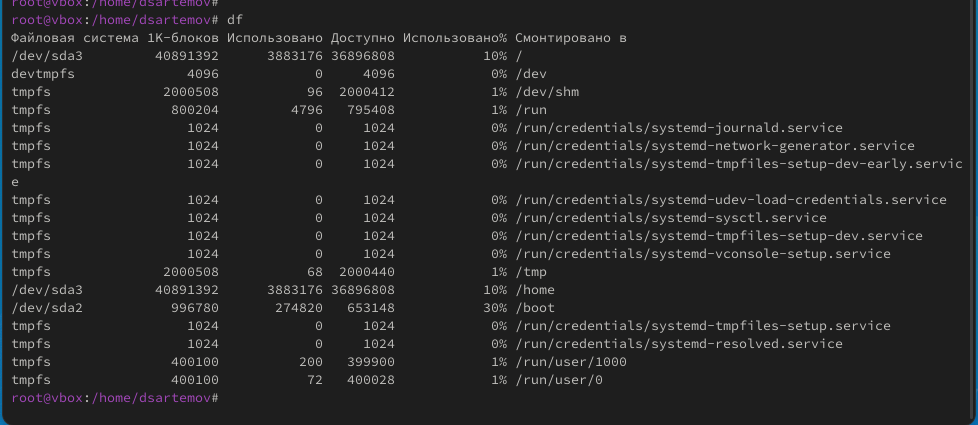 root@vbox:/home/dsartemov#
root@vbox:/home/dsartemov# df
Файловая система 1K-блоков Использовано Доступно Использовано% Смонтировано в
/dev/sda3         40891392      3883176 36896808           10% /
devtmpfs              4096            0     4096            0% /dev
tmpfs              2000508           96  2000412            1% /dev/shm
tmpfs               800204         4796   795408            1% /run
tmpfs                 1024            0     1024            0% /run/credentials/systemd-journald.service
tmpfs                 1024            0     1024            0% /run/credentials/systemd-network-generator.service
tmpfs                 1024            0     1024            0% /run/credentials/systemd-tmpfiles-setup-dev-early.servic
e
tmpfs                 1024            0     1024            0% /run/credentials/systemd-udev-load-credentials.service
tmpfs                 1024            0     1024            0% /run/credentials/systemd-sysctl.service
tmpfs                 1024            0     1024            0% /run/credentials/systemd-tmpfiles-setup-dev.service
tmpfs                 1024            0     1024            0% /run/credentials/systemd-vconsole-setup.service
tmpfs              2000508           68  2000440            1% /tmp
/dev/sda3         40891392      3883176 36896808           10% /home
/dev/sda2           996780       274820   653148           30% /boot
tmpfs                 1024            0     1024            0% /run/credentials/systemd-tmpfiles-setup.service
tmpfs                 1024            0     1024            0% /run/credentials/systemd-resolved.service
tmpfs               400100          200   399900            1% /run/user/1000
tmpfs               400100           72   400028            1% /run/user/0
root@vbox:/home/dsartemov#